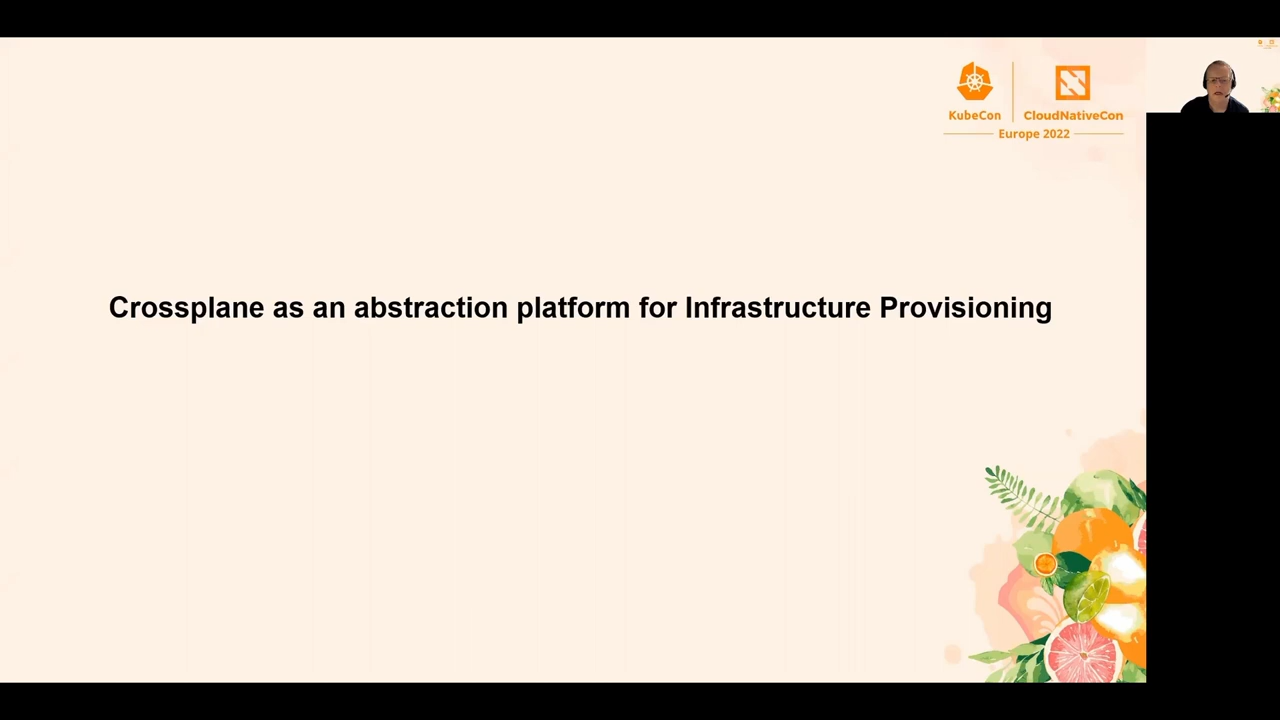 KubeCon
CloudNativeCon
Europe 2022
Crossplane as an abstraction platform for Infrastructure Provisioning